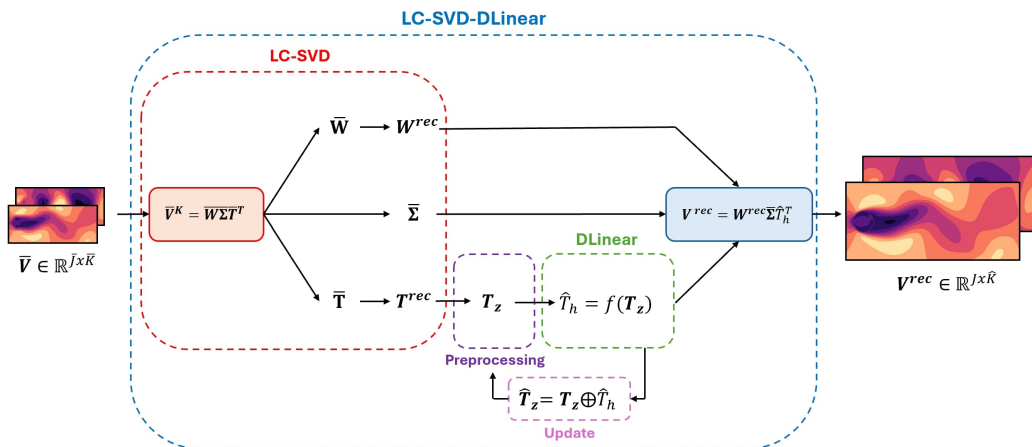 LC-SVD-DLinear
LC-SVD
W̅ → W^{rec}
V̅^K = W̅Σ̅T̅^T
Σ̅
V^{rec} = W^{rec}Σ̅T̂_h^T
V̅ ∈ ℝ^{J̅xK̅}
DLinear
T̅ → T^{rec}
T_z
T̂_h = f(T_z)
V^{rec} ∈ ℝ^{JxK̂}
Preprocessing
T̂_z= T_z⊕T̂_h
Update